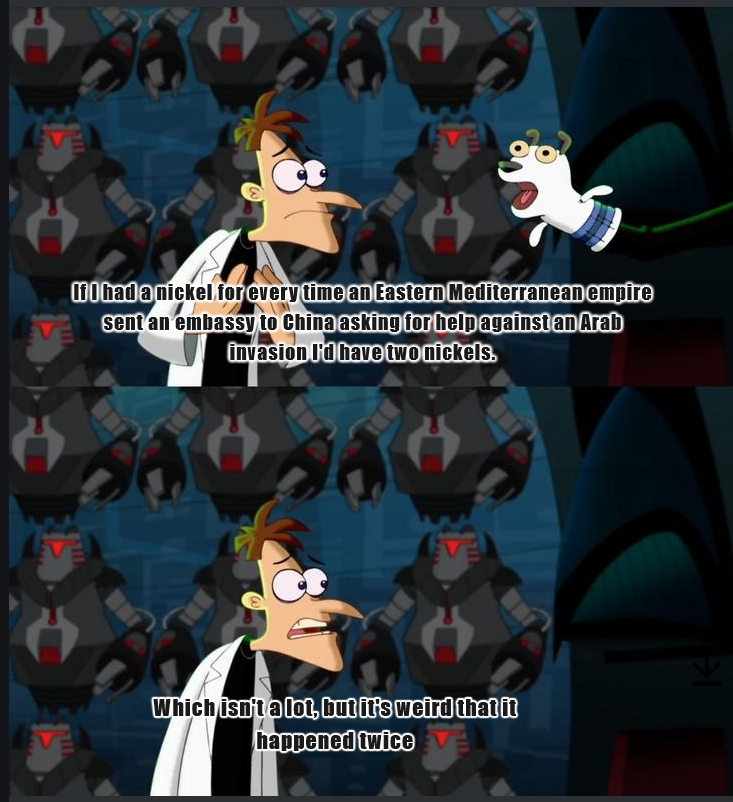 If I had a nickel for every time an Eastern Mediterranean empire
sent an embassy to China asking for help against an Arab
invasion I'd have two nickels.
Which isn't a lot, but it's weird that it
happened twice